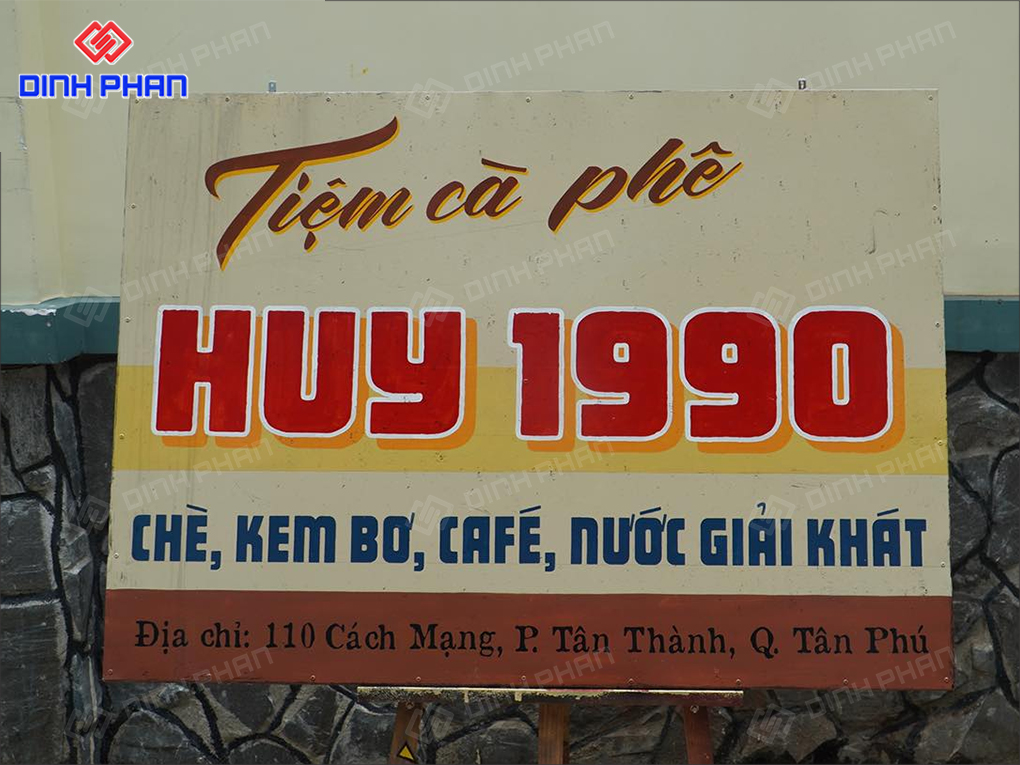 DINH PHAN
Tiệm cà phê
HUY 1990
CHÈ, KEM BƠ, CAFÉ, NƯỚC GIẢI KHÁT
Địa chỉ: 110 Cách Mạng, P. Tân Thành, Q. Tân Phú